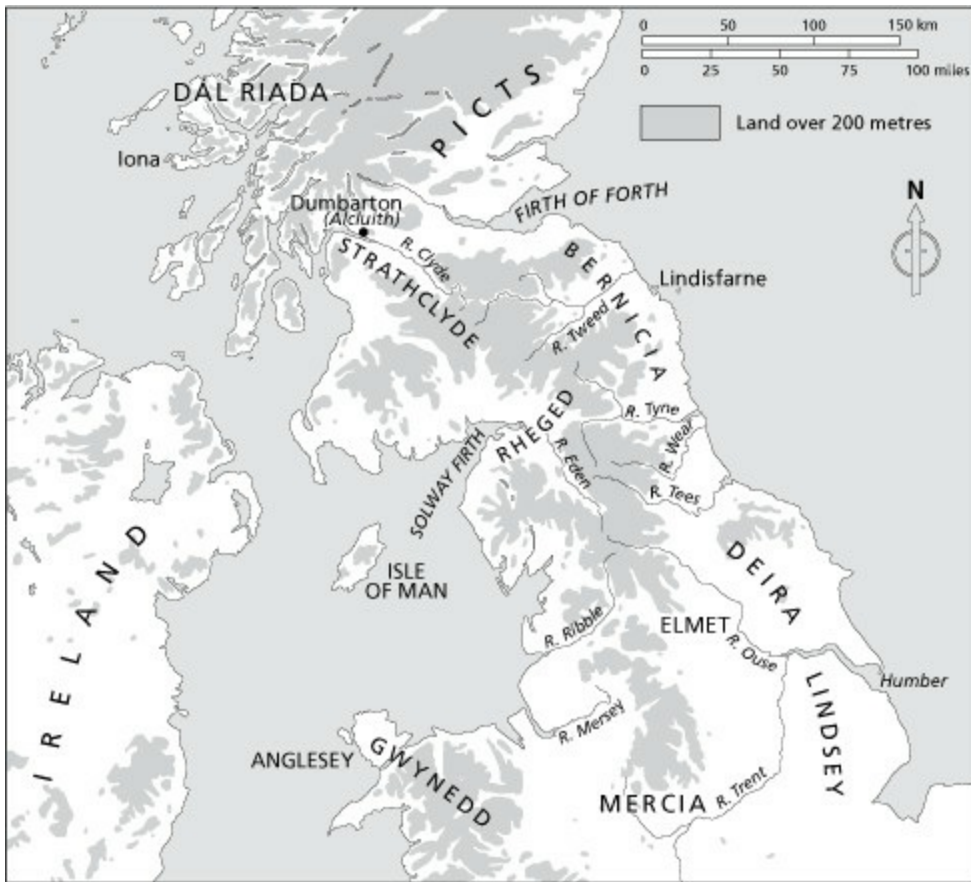 0 50 100 150 km
0 25 50 75 100 miles
Land over 200 metres
N
DÁL RIADA
PICTS
Iona
FIRTH OF FORTH
Dumbarton
(Alcluith)
STRATHCLYDE
R. Clyde
BERNICIA
Lindisfarne
R. Tweed
R. Tyne
R. Wear
RHEGED
R. Eden
R. Tees
SOLWAY FIRTH
DEIRA
IRELAND
ISLE
OF MAN
R. Ribble
ELMET
R. Ouse
Humber
LINDSEY
R. Mersey
ANGLESEY
GWYNEDD
MERCIA
R. Trent